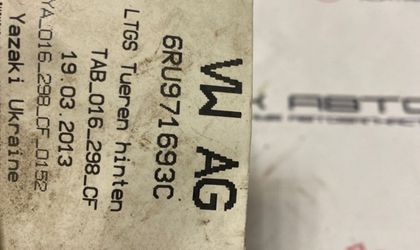 VW AG
6RU971693C
LTGS Tueren hinten
TAB_016_298_CF
19.03.2013
YA_016_298_CF_0152
Yazaki Ukraine